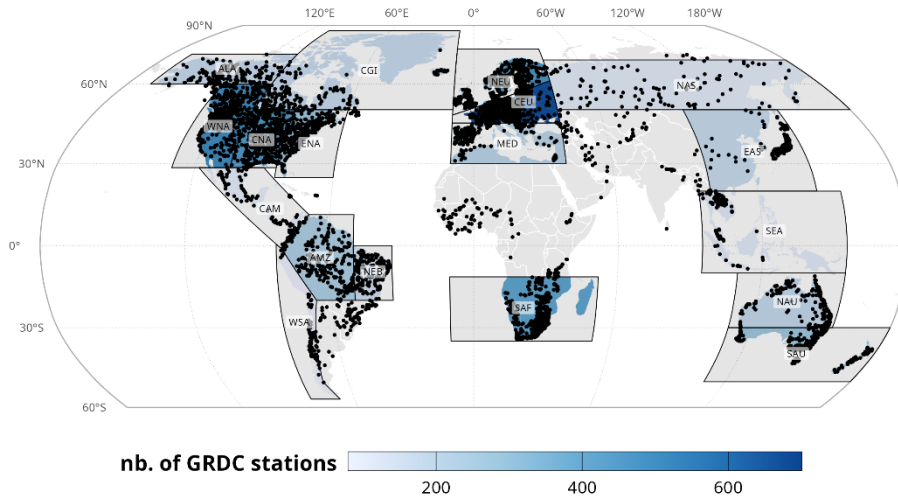 120°E 60°E 0° 60°W 120°W 180°W
90°N
60°N
30°N
0°
30°S
60°S
ALA
CGI
NEU
CEU
NAS
WNA
CNA
ENA
MED
EAS
CAM
SEA
AMZ
NEB
NAU
WSA
SAF
SAU
nb. of GRDC stations
200 400 600